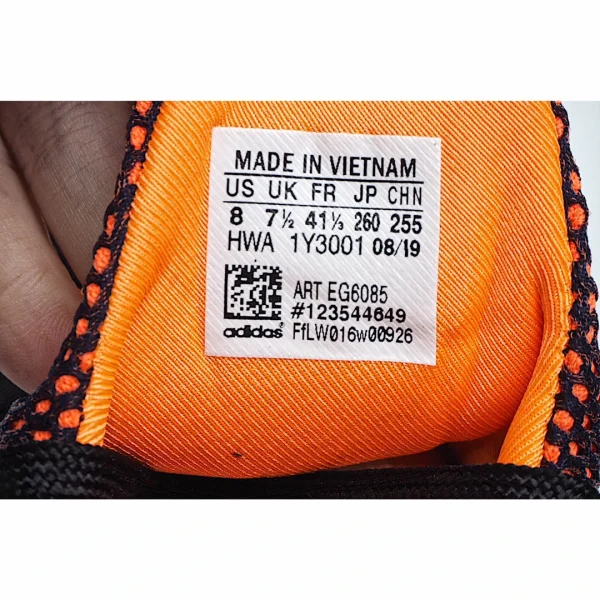 MADE IN VIETNAM
US UK FR JP CHN
8 7½ 41⅓ 260 255
HWA 1Y3001 08/19
ART EG6085
#123544649
adidas® FfLW016w00926